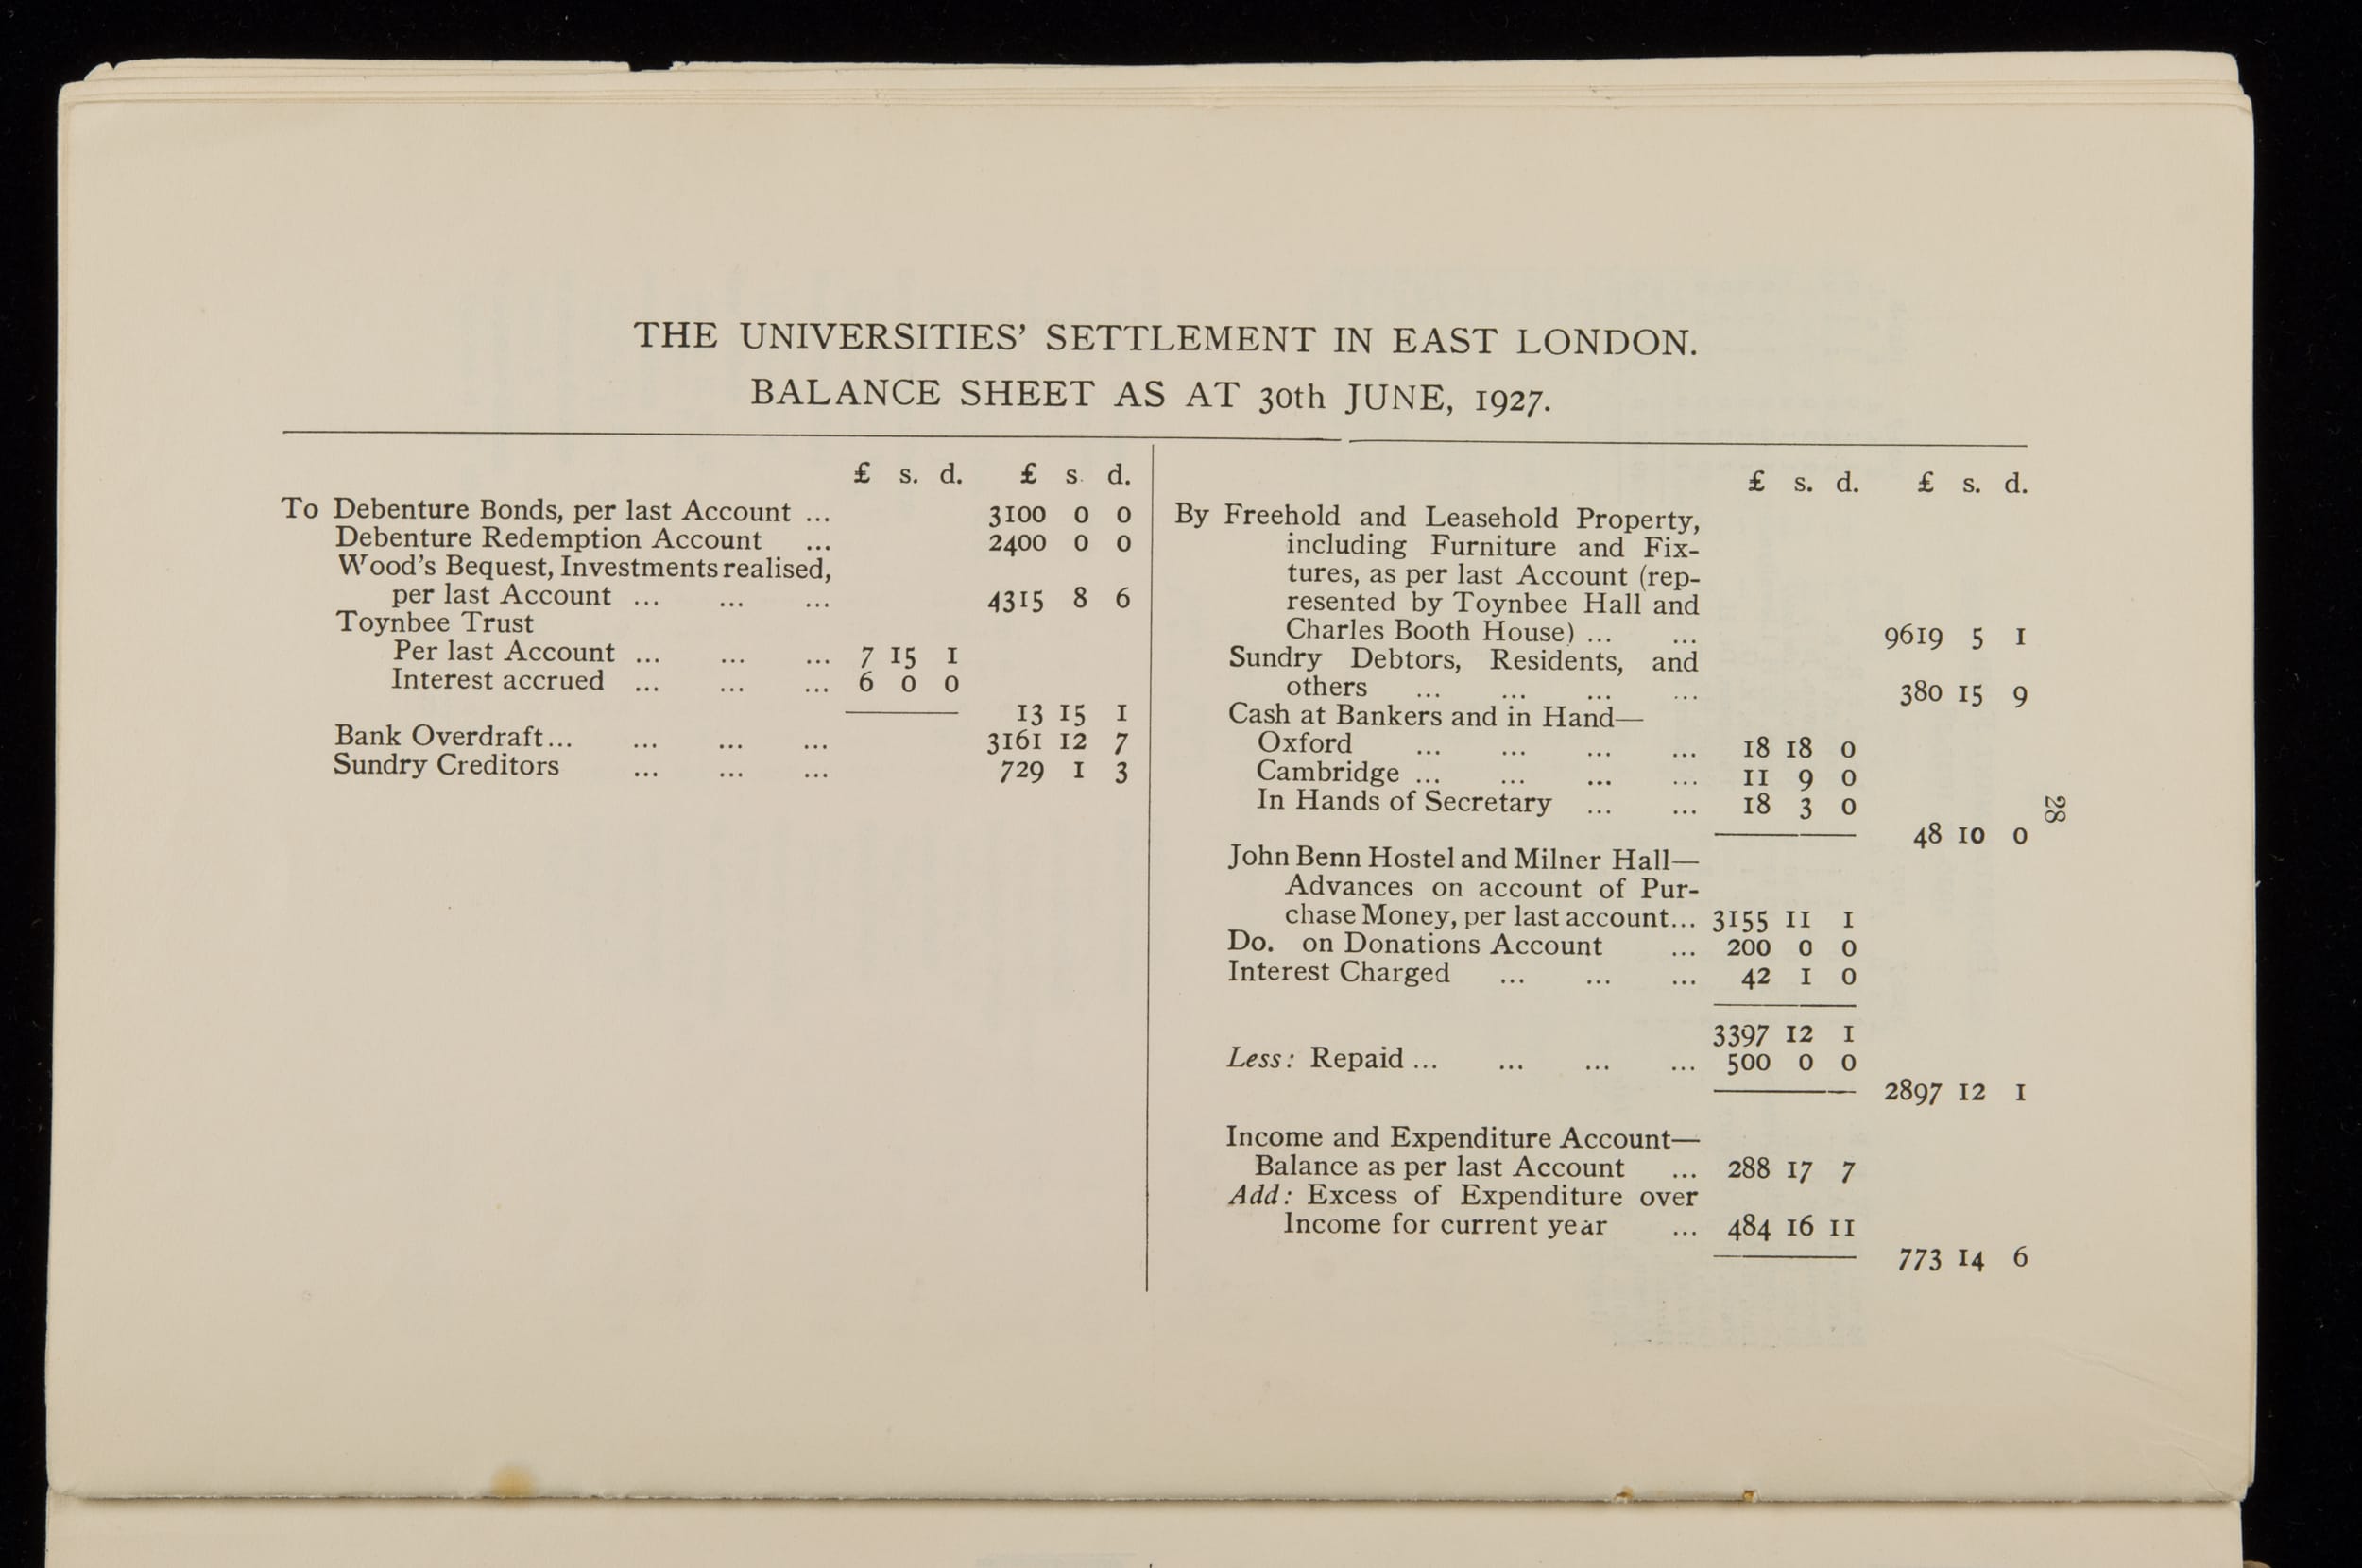 THE UNIVERSITIES' SETTLEMENT IN EAST LONDON.
BALANCE SHEET AS AT 30th JUNE, 1927.
£ s. d. £ s. d.
To Debenture Bonds, per last Account ... 3100 0 0
Debenture Redemption Account ... 2400 0 0
Wood's Bequest, Investments realised,
per last Account ... ... ... 4315 8 6
Toynbee Trust
Per last Account ... ... ... 7 15 1
Interest accrued ... ... ... 6 0 0
13 15 1
Bank Overdraft... ... ... ... 3161 12 7
Sundry Creditors ... ... ... 729 1 3
£ s. d. £ s. d.
By Freehold and Leasehold Property,
including Furniture and Fix-
tures, as per last Account (rep-
resented by Toynbee Hall and
Charles Booth House) ... ... 9619 5 1
Sundry Debtors, Residents, and
others ... ... ... ... 380 15 9
Cash at Bankers and in Hand—
Oxford ... ... ... ... 18 18 0
Cambridge ... ... ... ... 11 9 0
In Hands of Secretary ... ... 18 3 0
48 10 0
John Benn Hostel and Milner Hall—
Advances on account of Pur-
chase Money, per last account... 3155 11 1
Do. on Donations Account ... 200 0 0
Interest Charged ... ... ... 42 1 0
3397 12 1
Less: Repaid ... ... ... ... 500 0 0
2897 12 1
Income and Expenditure Account—
Balance as per last Account ... 288 17 7
Add: Excess of Expenditure over
Income for current year ... 484 16 11
773 14 6
28